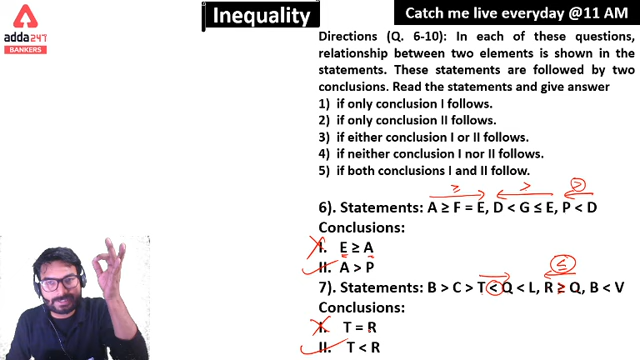 Inequality
Catch me live everyday @11 AM
adda247
BANKERS
Directions (Q. 6-10): In each of these questions,
relationship between two elements is shown in the
statements. These statements are followed by two
conclusions. Read the statements and give answer
1) if only conclusion I follows.
2) if only conclusion II follows.
3) if either conclusion I or II follows.
4) if neither conclusion I nor II follows.
5) if both conclusions I and II follow.
≥ > >
6). Statements: A ≥ F = E, D < G ≤ E, P < D
Conclusions:
I. E ≥ A
II. A > P
≤
7). Statements: B > C > T < Q < L, R ≥ Q, B < V
Conclusions:
I. T = R
II. T < R